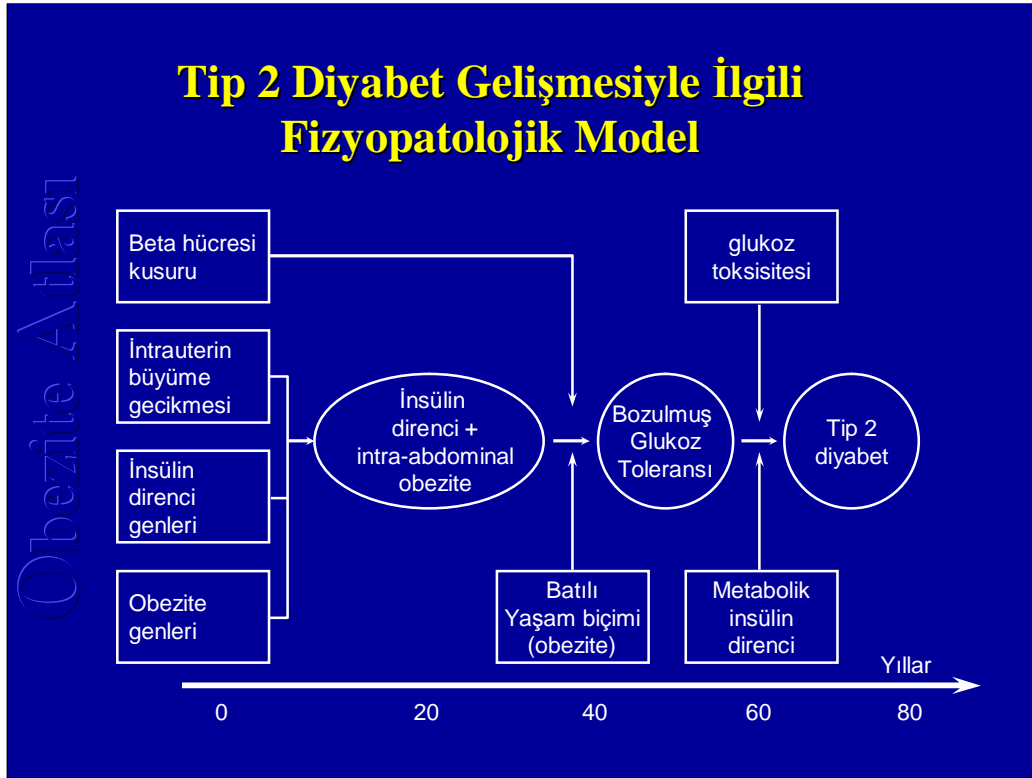 Tip 2 Diyabet Gelişmesiyle İlgili
Fizyopatolojik Model
Obezite Atlası
Beta hücresi
kusuru
İntrauterin
büyüme
gecikmesi
İnsülin
direnci
genleri
Obezite
genleri
İnsülin
direnci +
intra-abdominal
obezite
Batılı
Yaşam biçimi
(obezite)
Bozulmuş
Glukoz
Toleransı
glukoz
toksisitesi
Metabolik
insülin
direnci
Tip 2
diyabet
Yıllar
0 20 40 60 80